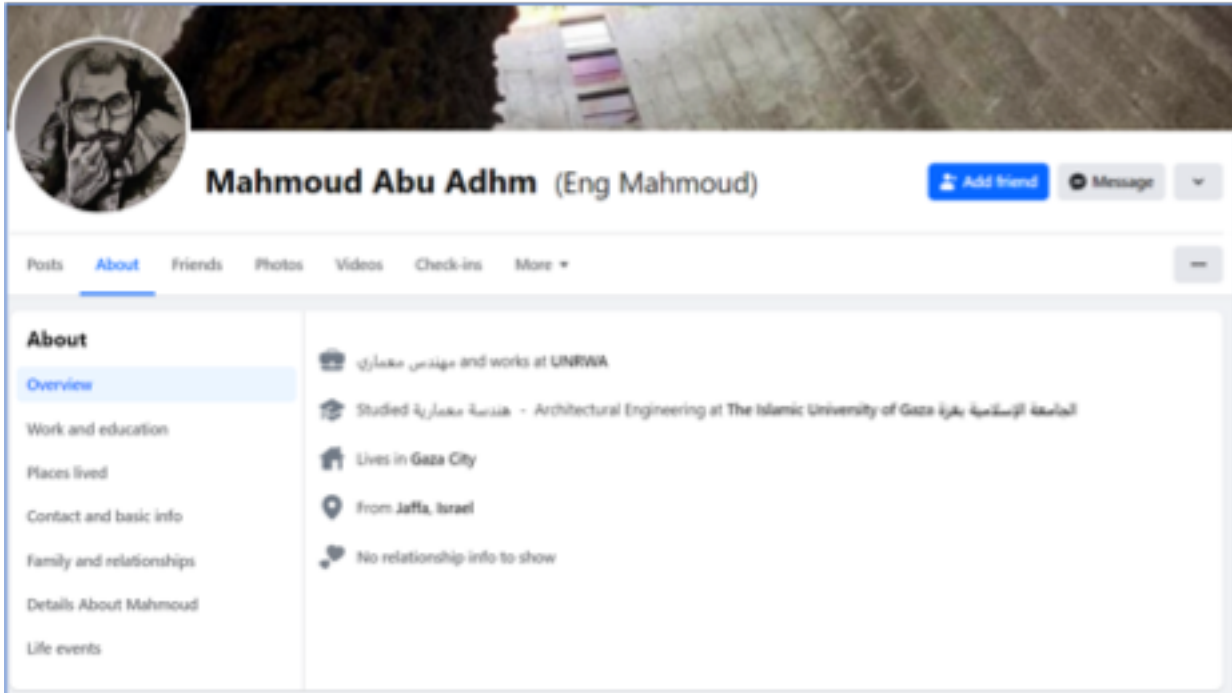 Mahmoud Abu Adhm (Eng Mahmoud)
Add friend
Message
Posts
About
Friends
Photos
Videos
Check-ins
More
About
Overview
Work and education
Places lived
Contact and basic info
Family and relationships
Details About Mahmoud
Life events
مهندس معماري and works at UNRWA
Studied هندسة معمارية - Architectural Engineering at The Islamic University of Gaza الجامعة الإسلامية بغزة
Lives in Gaza City
From Jaffa, Israel
No relationship info to show